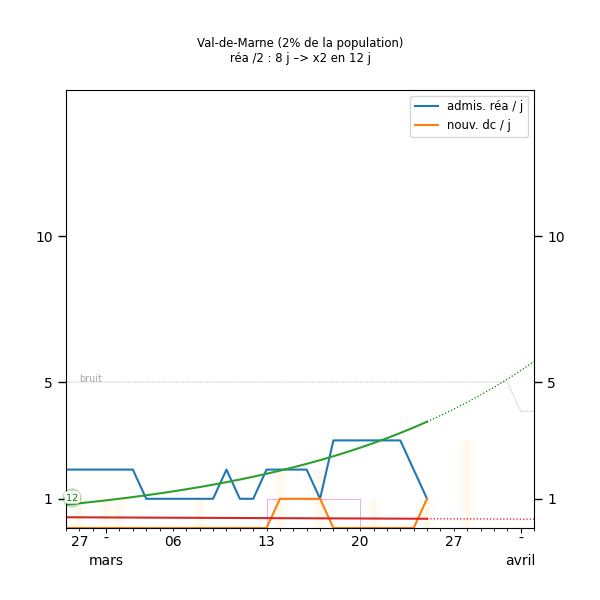 Val-de-Marne (2% de la population)
réa /2 : 8 j –> x2 en 12 j
admis. réa / j
nouv. dc / j
10 10
bruit
5 5
12
1 1
27 - 06 13 20 27 -
mars avril